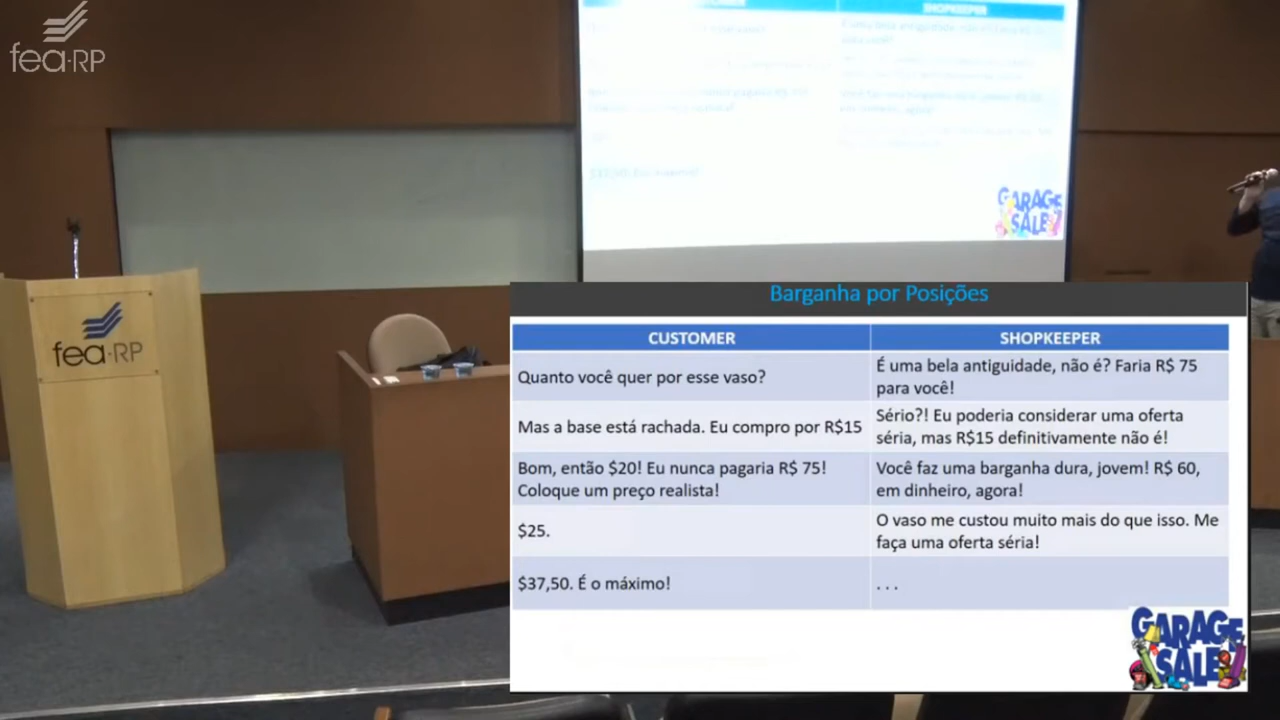 fea-RP
SHOPKEEPER
GARAGE
SALE
fea-RP
Barganha por Posições
CUSTOMER
SHOPKEEPER
Quanto você quer por esse vaso?
É uma bela antiguidade, não é? Faria R$ 75
para você!
Mas a base está rachada. Eu compro por R$15
Sério?! Eu poderia considerar uma oferta
séria, mas R$15 definitivamente não é!
Bom, então $20! Eu nunca pagaria R$ 75!
Coloque um preço realista!
Você faz uma barganha dura, jovem! R$ 60,
em dinheiro, agora!
$25.
O vaso me custou muito mais do que isso. Me
faça uma oferta séria!
$37,50. É o máximo!
. . .
GARAGE
SALE